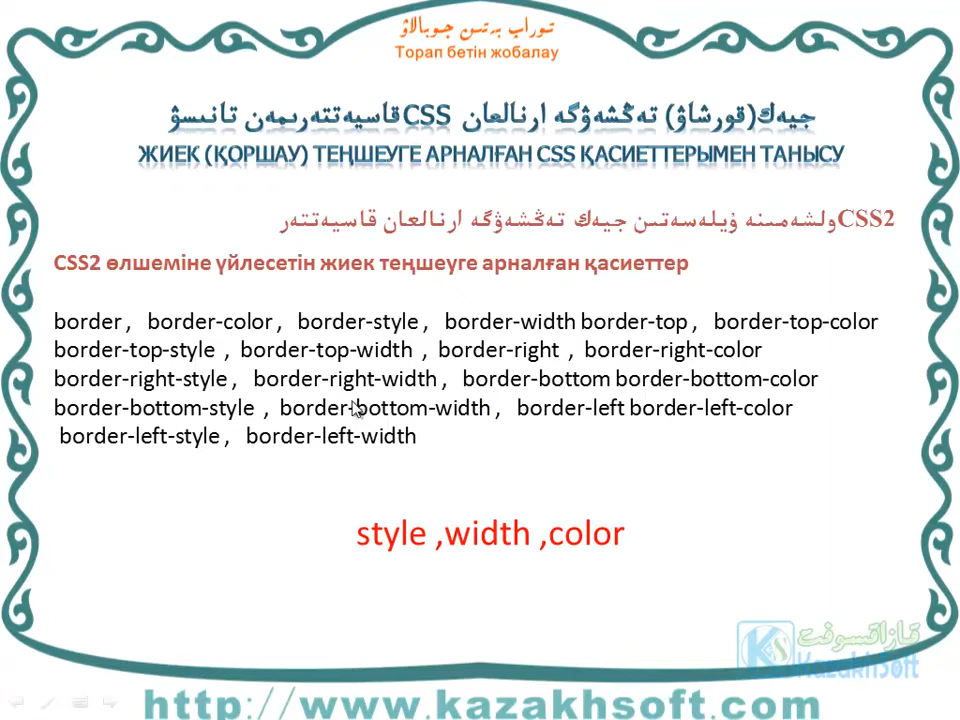 توراپ بەتىن جوبالاۋ
Торап бетін жобалау
جيەك(قورشاۋ) تەڭشەۋگە ارنالعان CSS قاسيەتتەرىمەن تانىسۋ
ЖИЕК (ҚОРШАУ) ТЕҢШЕУГЕ АРНАЛҒАН CSS ҚАСИЕТТЕРЫМЕН ТАНЫСУ
CSS2ولشەمىنە ۇيلەسەتىن جيەك تەڭشەۋگە ارنالعان قاسيەتتەر
CSS2 өлшеміне үйлесетін жиек теңшеуге арналған қасиеттер
border , border-color , border-style , border-width border-top , border-top-color
border-top-style , border-top-width , border-right , border-right-color
border-right-style , border-right-width , border-bottom border-bottom-color
border-bottom-style , border-bottom-width , border-left border-left-color
border-left-style , border-left-width
style ,width ,color
قازاقسوفت
KazakhSoft
http://www.kazakhsoft.com